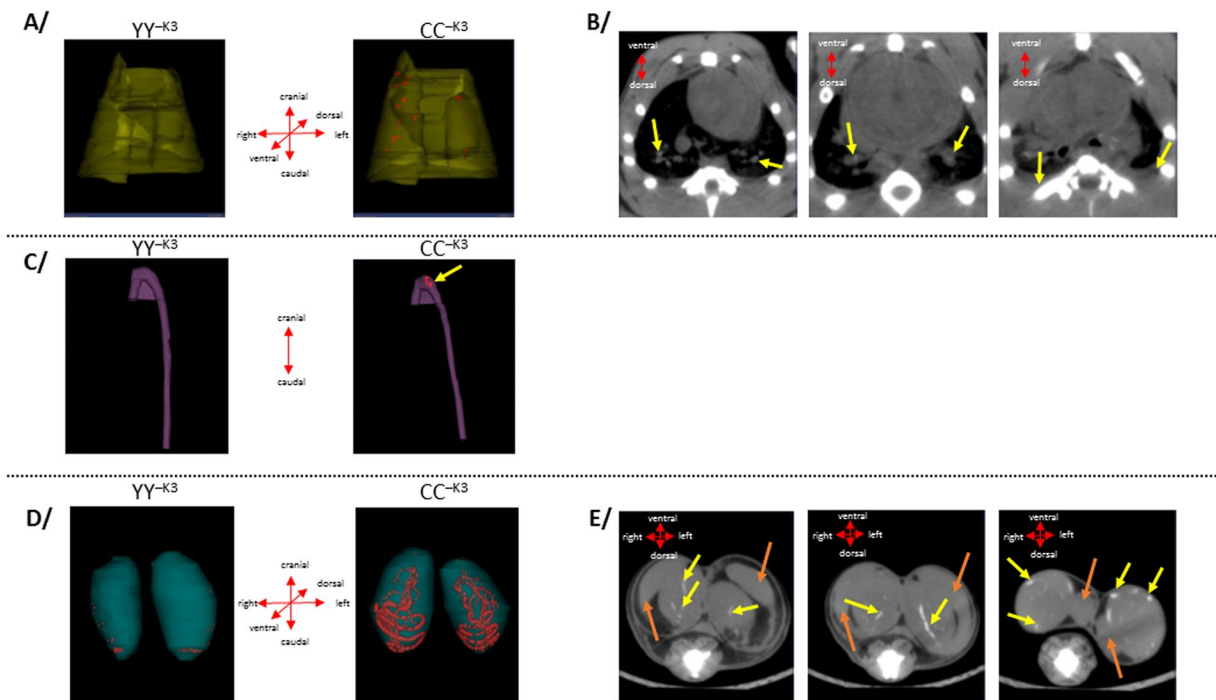 A/
YY⁻ᴷ³
CC⁻ᴷ³
cranial
dorsal
right
left
ventral
caudal
B/
ventral
dorsal
ventral
dorsal
ventral
dorsal
C/
YY⁻ᴷ³
CC⁻ᴷ³
cranial
caudal
D/
YY⁻ᴷ³
CC⁻ᴷ³
cranial
dorsal
right
left
ventral
caudal
E/
ventral
right
left
dorsal
ventral
right
left
dorsal
ventral
right
left
dorsal